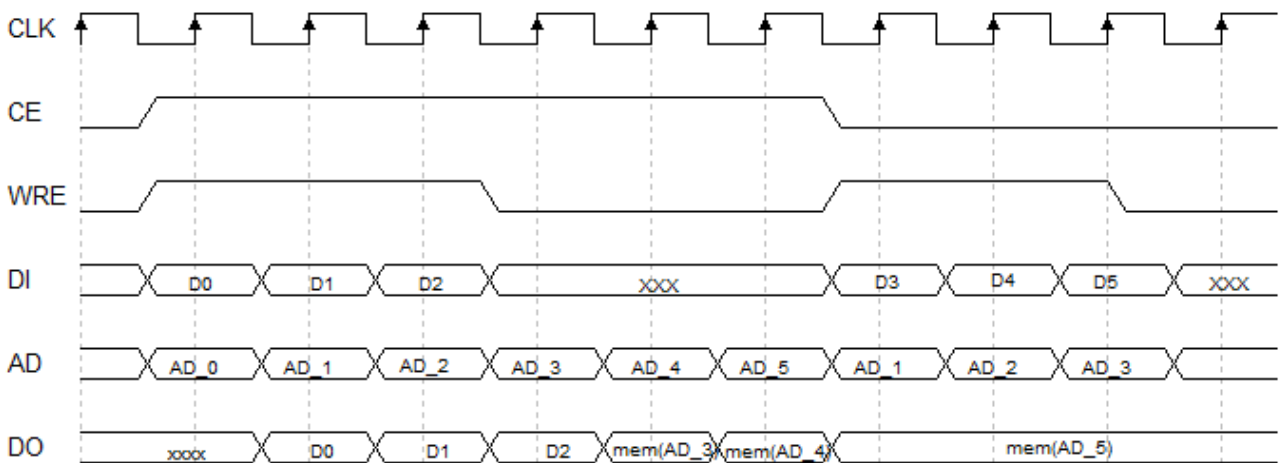 CLK
CE
WRE
DI D0 D1 D2 XXX D3 D4 D5 XXX
AD AD_0 AD_1 AD_2 AD_3 AD_4 AD_5 AD_1 AD_2 AD_3
DO xxxx D0 D1 D2 mem(AD_3) mem(AD_4) mem(AD_5)